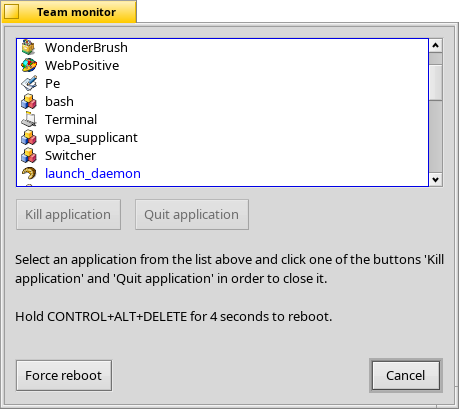 Team monitor
WonderBrush
WebPositive
Pe
bash
Terminal
wpa_supplicant
Switcher
launch_daemon
Kill application
Quit application
Select an application from the list above and click one of the buttons 'Kill
application' and 'Quit application' in order to close it.
Hold CONTROL+ALT+DELETE for 4 seconds to reboot.
Force reboot
Cancel